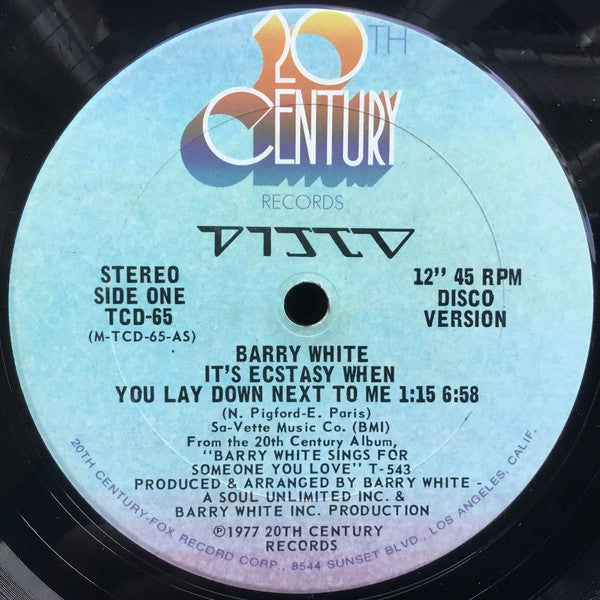 20TH
CENTURY
RECORDS
DISCO
STEREO
SIDE ONE
TCD-65
(M-TCD-65-AS)
12" 45 RPM
DISCO
VERSION
BARRY WHITE
IT'S ECSTASY WHEN
YOU LAY DOWN NEXT TO ME 1:15 6:58
(N. Pigford-E. Paris)
Sa-Vette Music Co. (BMI)
From the 20th Century Album,
"BARRY WHITE SINGS FOR
SOMEONE YOU LOVE" T-543
PRODUCED & ARRANGED BY BARRY WHITE -
A SOUL UNLIMITED INC. &
BARRY WHITE INC. PRODUCTION
℗1977 20TH CENTURY
RECORDS
20TH CENTURY-FOX RECORD CORP. 8544 SUNSET BLVD., LOS ANGELES, CALIF.